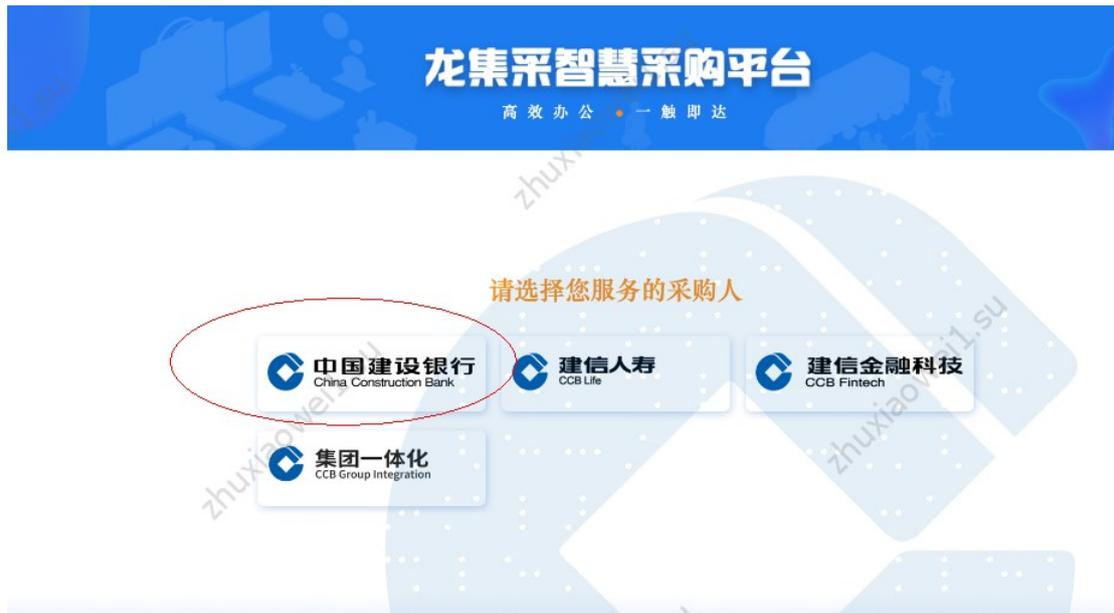 龙集采智慧采购平台
高效办公 • 一触即达
请选择您服务的采购人
中国建设银行
China Construction Bank
建信人寿
CCB Life
建信金融科技
CCB Fintech
集团一体化
CCB Group Integration
zhuxiaowei1.su